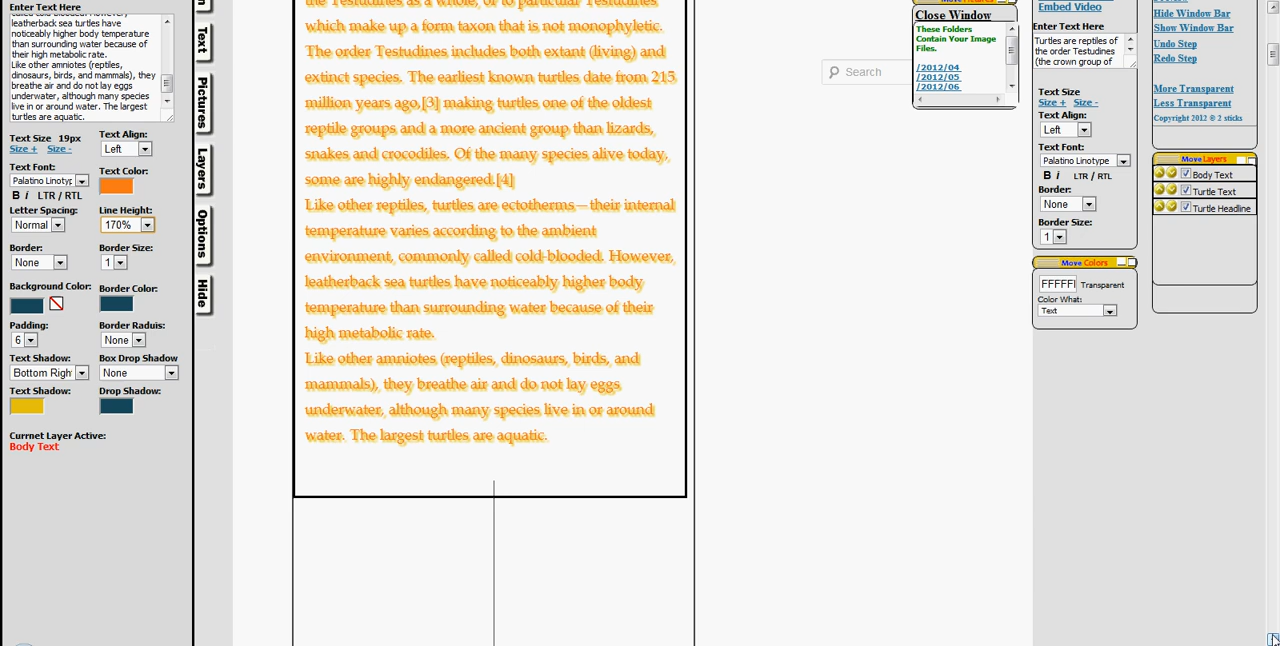 Enter Text Here
leatherback sea turtles have
noticeably higher body temperature
than surrounding water because of
their high metabolic rate.
Like other amniotes (reptiles,
dinosaurs, birds, and mammals), they
breathe air and do not lay eggs
underwater, although many species
live in or around water. The largest
turtles are aquatic.
Text Size 19px
Size + Size -
Text Align:
Left
Text Font:
Palatino Linotyp
Text Color:
B i LTR / RTL
Letter Spacing:
Normal
Line Height:
170%
Border:
None
Border Size:
1
Background Color:
Border Color:
Padding:
6
Border Raduis:
None
Text Shadow:
Bottom Righ
Box Drop Shadow
None
Text Shadow:
Drop Shadow:
Currnet Layer Active:
Body Text
Text
Pictures
Layers
Options
Hide
the Testudines as a whole, or to particular Testudines
which make up a form taxon that is not monophyletic.
The order Testudines includes both extant (living) and
extinct species. The earliest known turtles date from 215
million years ago,[3] making turtles one of the oldest
reptile groups and a more ancient group than lizards,
snakes and crocodiles. Of the many species alive today,
some are highly endangered.[4]
Like other reptiles, turtles are ectotherms—their internal
temperature varies according to the ambient
environment, commonly called cold-blooded. However,
leatherback sea turtles have noticeably higher body
temperature than surrounding water because of their
high metabolic rate.
Like other amniotes (reptiles, dinosaurs, birds, and
mammals), they breathe air and do not lay eggs
underwater, although many species live in or around
water. The largest turtles are aquatic.
Search
Close Window
These Folders
Contain Your Image
Files.
/2012/04
/2012/05
/2012/06
Embed Video
Enter Text Here
Turtles are reptiles of
the order Testudines
(the crown group of
Text Size
Size + Size -
Text Align:
Left
Text Font:
Palatino Linotype
B i LTR / RTL
Border:
None
Border Size:
1
Move Colors
FFFFF
Transparent
Color What:
Text
Hide Window Bar
Show Window Bar
Undo Step
Redo Step
More Transparent
Less Transparent
Copyright 2012 ® 2 sticks
Move Layers
Body Text
Turtle Text
Turtle Headline